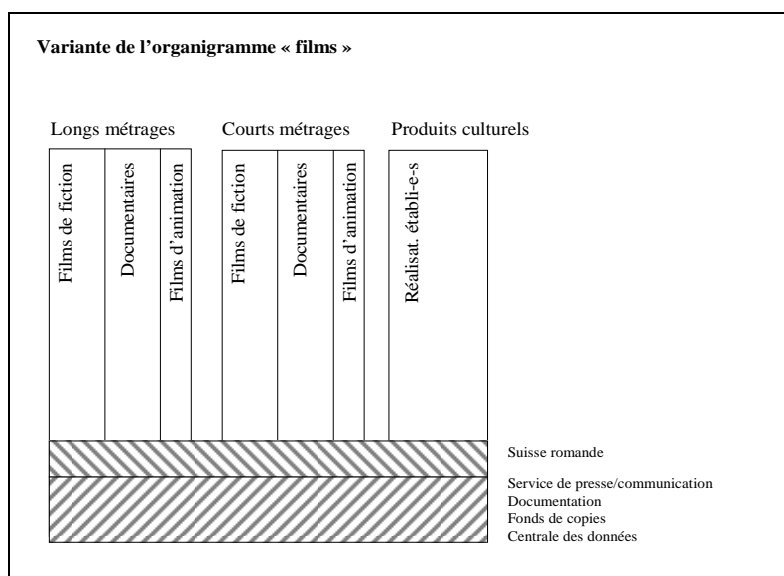 Variante de l’organigramme « films »
Longs métrages
Courts métrages
Produits culturels
Films de fiction
Documentaires
Films d’animation
Films de fiction
Documentaires
Films d’animation
Réalisat. établi-e-s
Suisse romande
Service de presse/communication
Documentation
Fonds de copies
Centrale des données